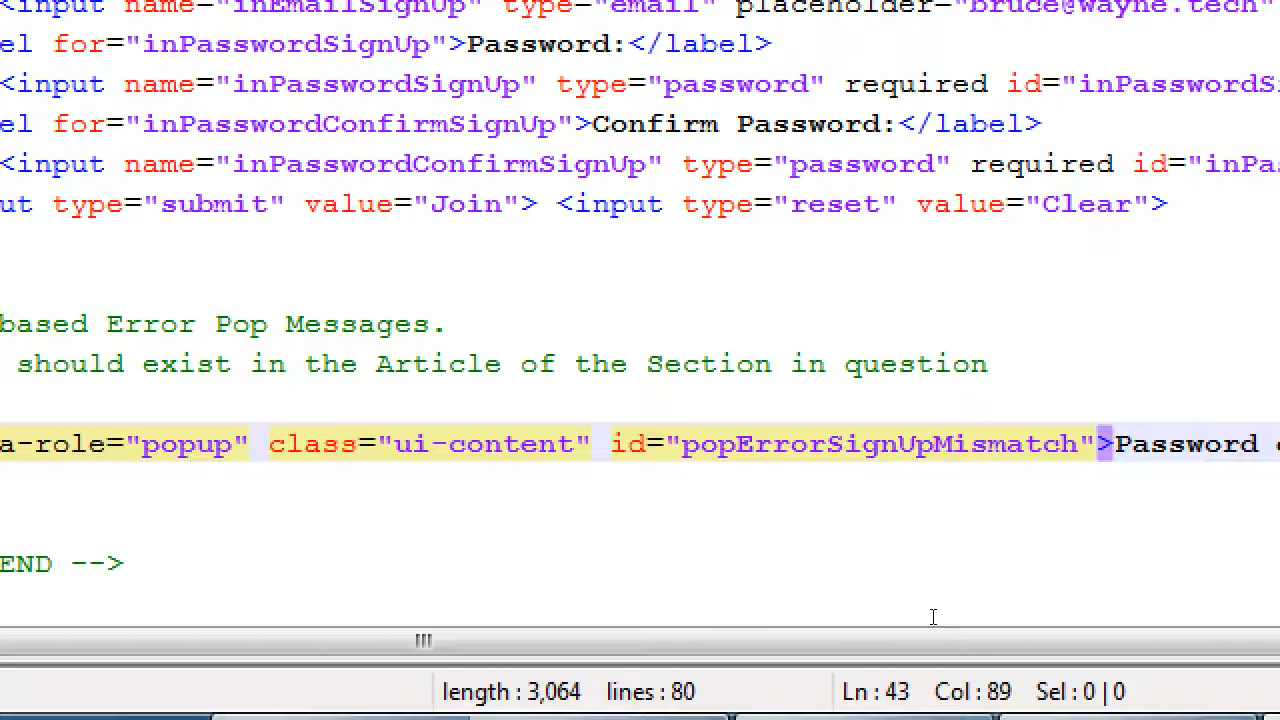 <input name="inEmailSignUp" type="email" placeholder="bruce@wayne.tech"
el for="inPasswordSignUp">Password:</label>
<input name="inPasswordSignUp" type="password" required id="inPasswordSi
el for="inPasswordConfirmSignUp">Confirm Password:</label>
<input name="inPasswordConfirmSignUp" type="password" required id="inPa
ut type="submit" value="Join"> <input type="reset" value="Clear">
based Error Pop Messages.
should exist in the Article of the Section in question
a-role="popup" class="ui-content" id="popErrorSignUpMismatch">Password
END -->
length : 3,064 lines : 80 Ln : 43 Col : 89 Sel : 0 | 0